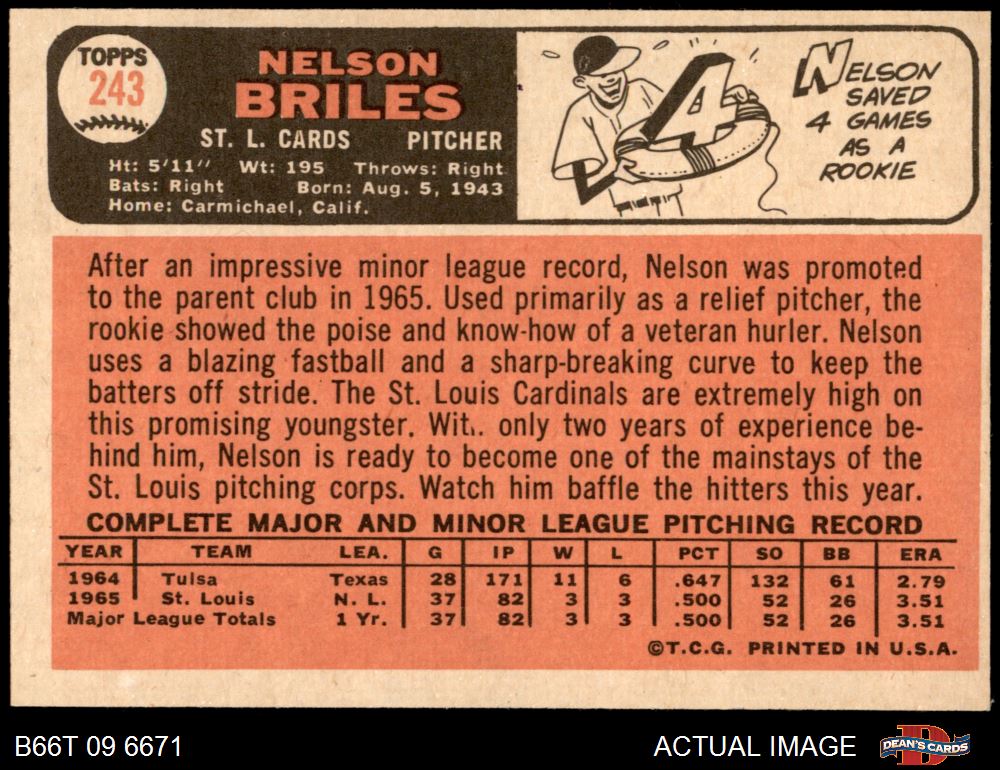 TOPPS
243
NELSON
BRILES
ST. L. CARDS PITCHER
Ht: 5'11" Wt: 195 Throws: Right
Bats: Right Born: Aug. 5, 1943
Home: Carmichael, Calif.
4
NELSON
SAVED
4 GAMES
AS A
ROOKIE
After an impressive minor league record, Nelson was promoted
to the parent club in 1965. Used primarily as a relief pitcher, the
rookie showed the poise and know-how of a veteran hurler. Nelson
uses a blazing fastball and a sharp-breaking curve to keep the
batters off stride. The St. Louis Cardinals are extremely high on
this promising youngster. Wit.. only two years of experience be-
hind him, Nelson is ready to become one of the mainstays of the
St. Louis pitching corps. Watch him baffle the hitters this year.
COMPLETE MAJOR AND MINOR LEAGUE PITCHING RECORD
YEAR TEAM LEA. G IP W L PCT SO BB ERA
1964 Tulsa Texas 28 171 11 6 .647 132 61 2.79
1965 St. Louis N. L. 37 82 3 3 .500 52 26 3.51
Major League Totals 1 Yr. 37 82 3 3 .500 52 26 3.51
©T.C.G. PRINTED IN U.S.A.
B66T 09 6671 ACTUAL IMAGE D DEAN'S CARDS